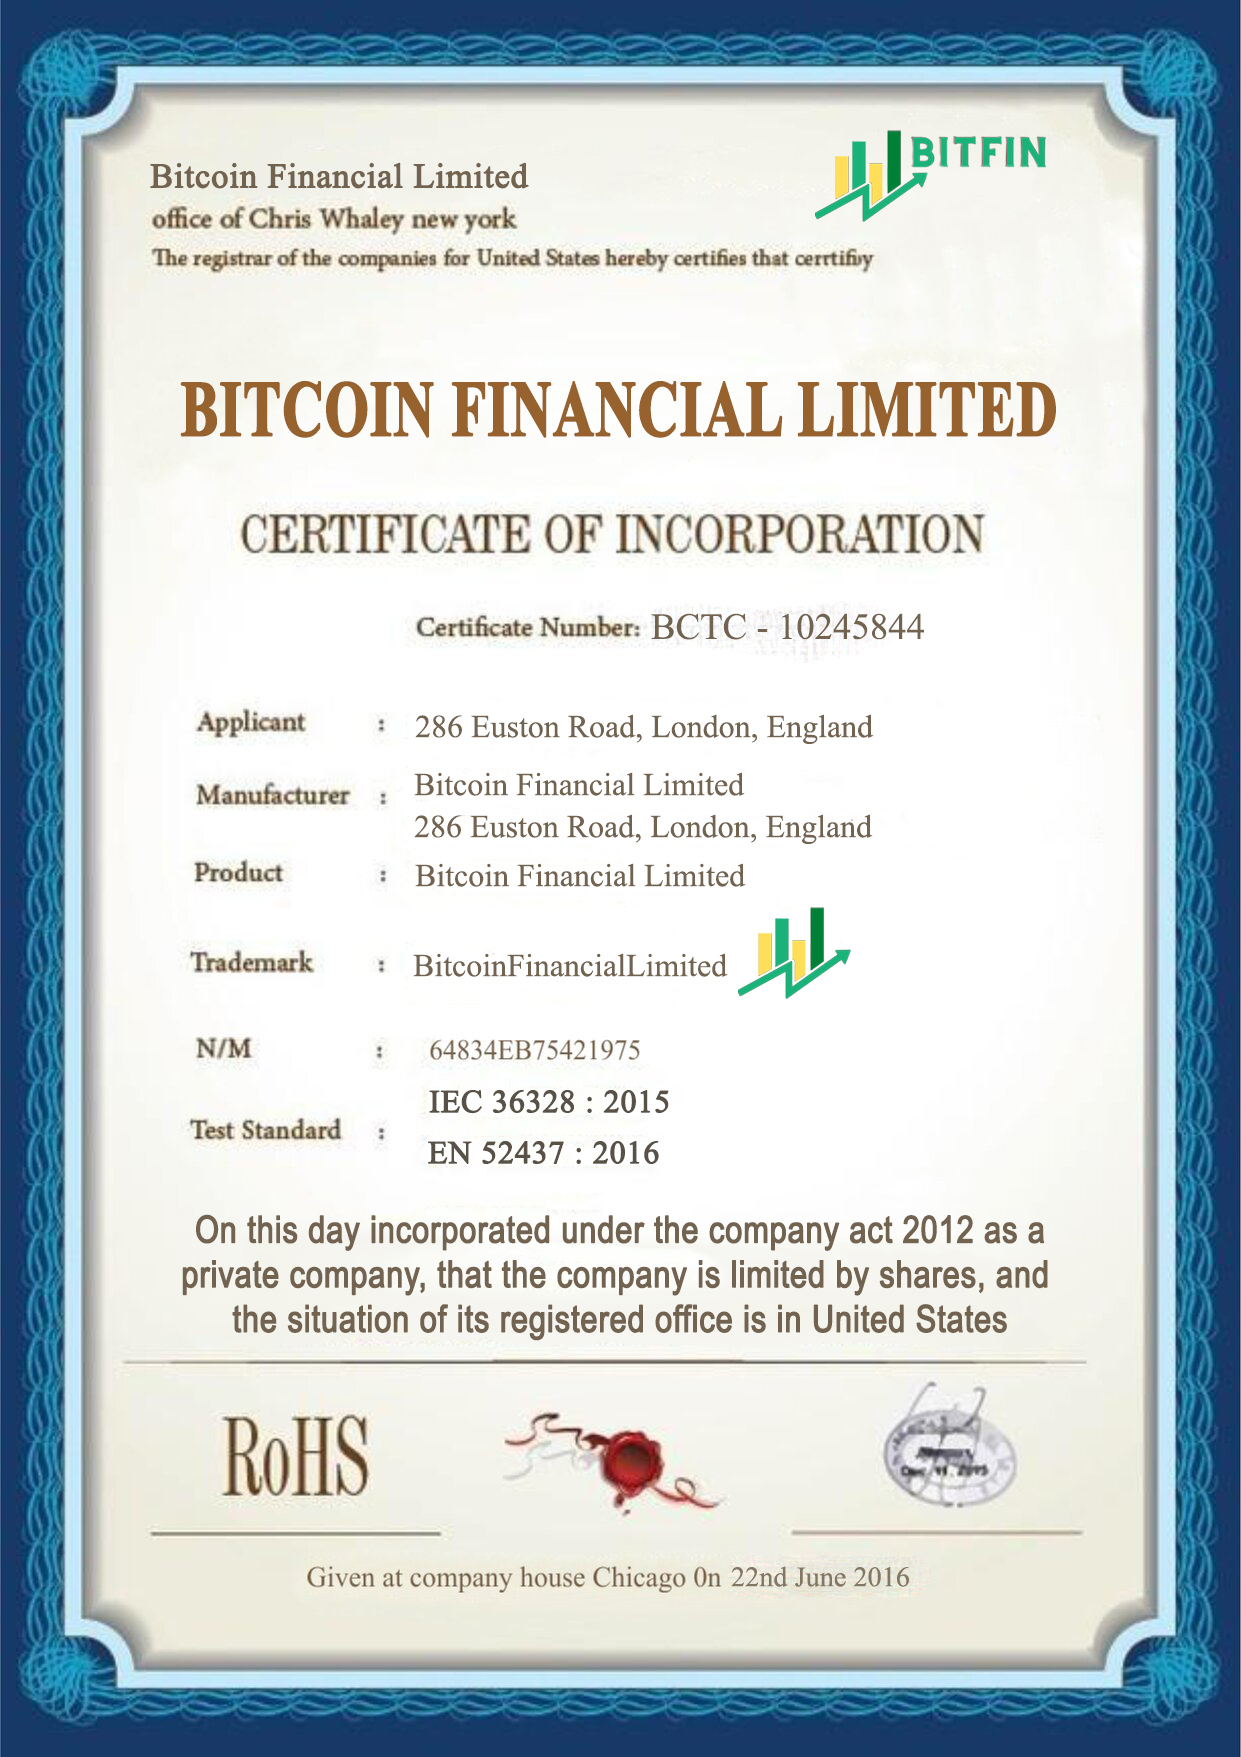 BITFIN
Bitcoin Financial Limited
office of Chris Whaley new york
The registrar of the companies for United States hereby certifies that cerrtifiy
BITCOIN FINANCIAL LIMITED
CERTIFICATE OF INCORPORATION
Certificate Number: BCTC - 10245844
Applicant : 286 Euston Road, London, England
Manufacturer : Bitcoin Financial Limited
286 Euston Road, London, England
Product : Bitcoin Financial Limited
Trademark : BitcoinFinancialLimited
N/M : 64834EB75421975
Test Standard : IEC 36328 : 2015
EN 52437 : 2016
On this day incorporated under the company act 2012 as a
private company, that the company is limited by shares, and
the situation of its registered office is in United States
RoHS
Given at company house Chicago 0n 22nd June 2016